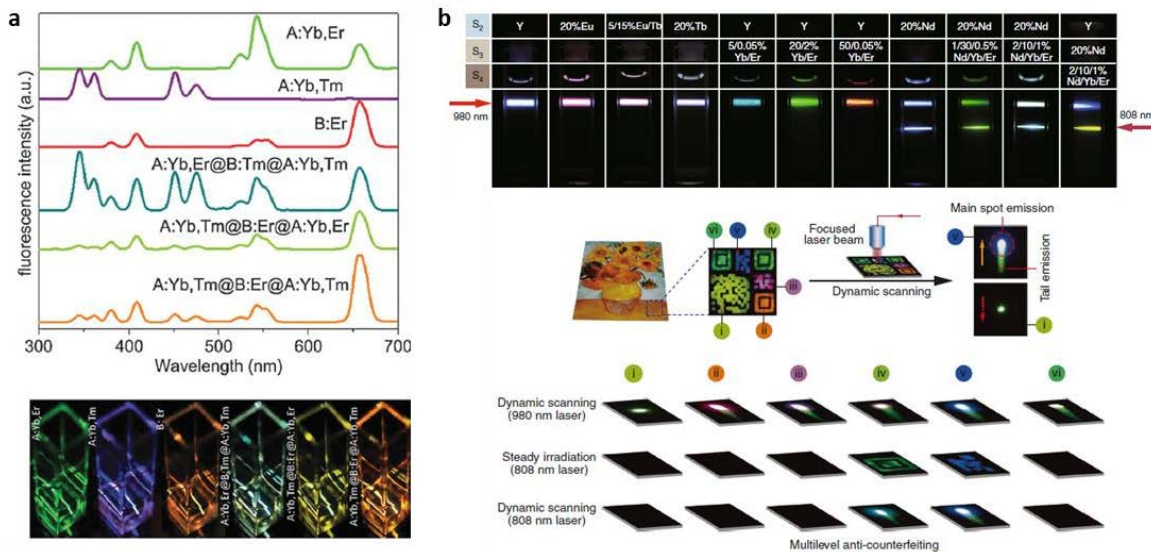 a
A:Yb,Er
A:Yb,Tm
B:Er
A:Yb,Er@B:Tm@A:Yb,Tm
A:Yb,Tm@B:Er@A:Yb,Er
A:Yb,Tm@B:Er@A:Yb,Tm
fluorescence intensity (a.u.)
300 400 500 600 700
Wavelength (nm)
A:Yb,Er
A:Yb,Tm
B: Er
A:Yb,Er@B,Tm@A:Yb,Tm
A:Yb,Tm@B:Er@A:Yb,Er
A:Yb,Tm@B:Er@A:Yb,Tm
b
S2 Y 20%Eu 5/15%Eu/Tb 20%Tb Y Y Y 20%Nd 20%Nd 20%Nd Y
S3 5/0.05% Yb/Er 20/2% Yb/Er 50/0.05% Yb/Er 1/30/0.5% Nd/Yb/Er 2/10/1% Nd/Yb/Er 20%Nd
S4 2/10/1% Nd/Yb/Er
980 nm
808 nm
vi v iv
iii
i ii
Focused
laser beam
Dynamic scanning
Main spot emission
v
Tail emission
i
i ii iii iv v vi
Dynamic scanning
(980 nm laser)
Steady irradiation
(808 nm laser)
Dynamic scanning
(808 nm laser)
Multilevel anti-counterfeiting